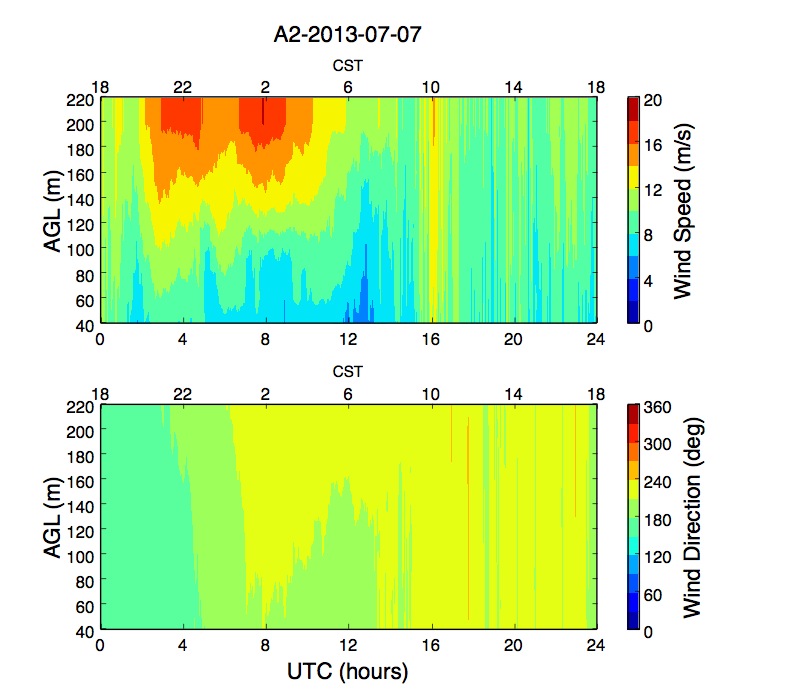 A2-2013-07-07
CST
18 22 2 6 10 14 18
220
200
180
160
140
120
100
80
60
40
AGL (m)
0 4 8 12 16 20 24
20
16
12
8
4
0
Wind Speed (m/s)
CST
18 22 2 6 10 14 18
220
200
180
160
140
120
100
80
60
40
AGL (m)
0 4 8 12 16 20 24
UTC (hours)
360
300
240
180
120
60
0
Wind Direction (deg)